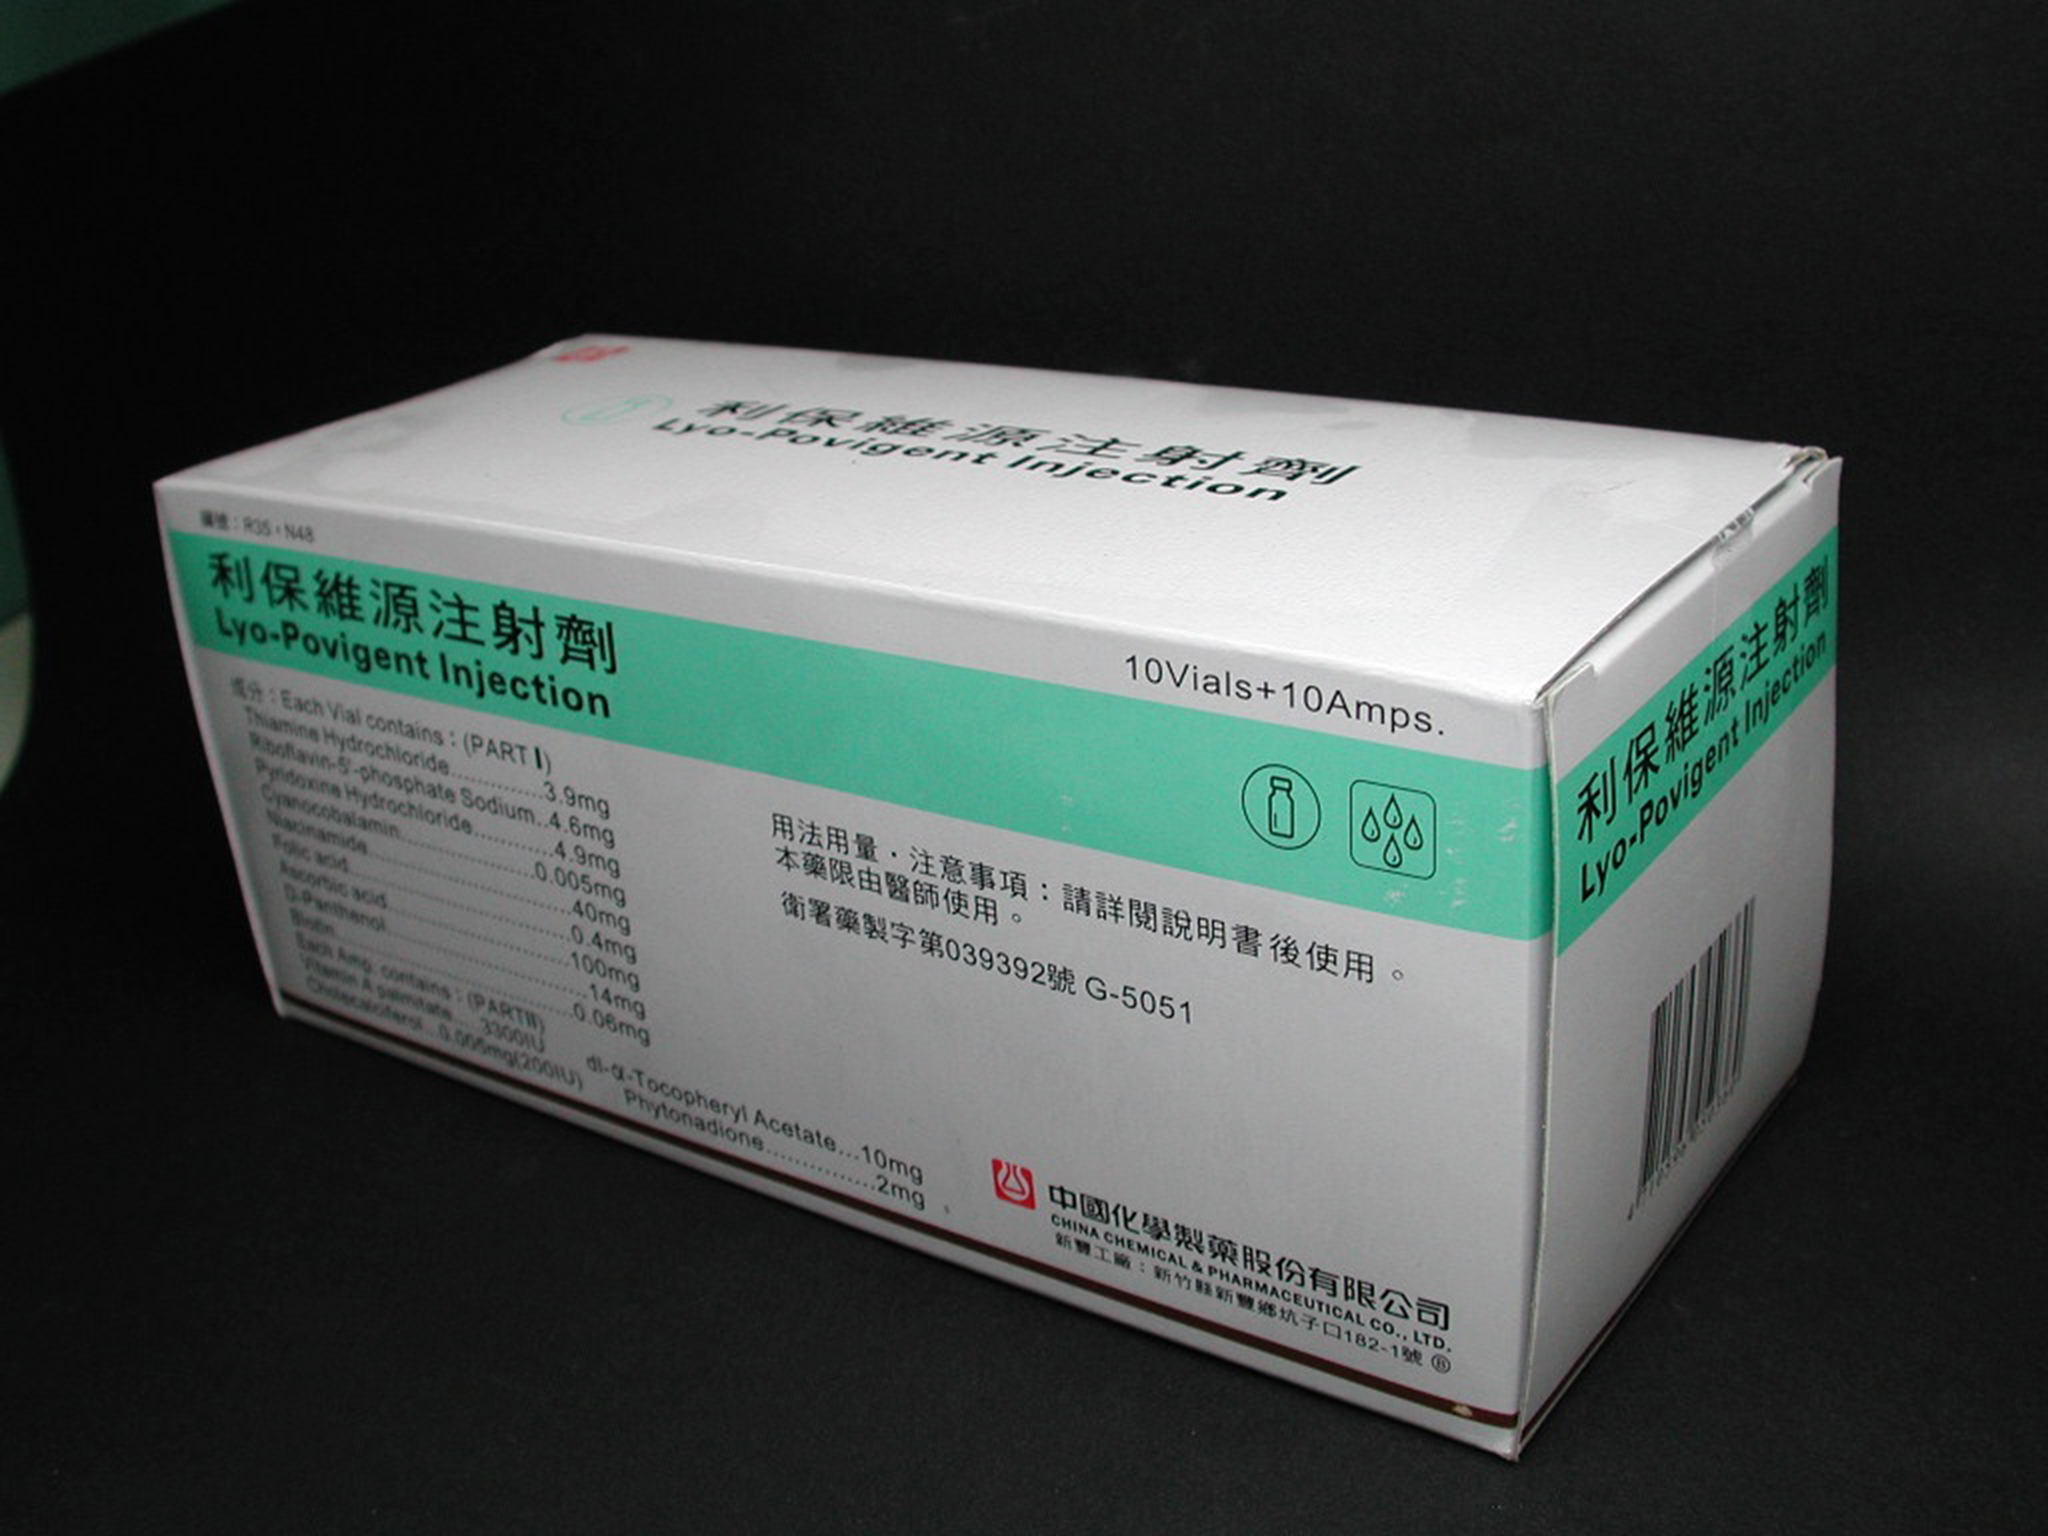 利保維源注射劑
Lyo-Povigent Injection
編號：R35，N48
利保維源注射劑
Lyo-Povigent Injection
10Vials+10Amps.
成分：Each Vial contains：(PART I)
Thiamine Hydrochloride..........3.9mg
Riboflavin-5'-phosphate Sodium..4.6mg
Pyridoxine Hydrochloride.........4.9mg
Cyanocobalamin...............0.005mg
Niacinamide.......................40mg
Folic acid.........................0.4mg
Ascorbic acid....................100mg
D-Panthenol......................14mg
Biotin............................0.06mg
Each Amp. contains：(PARTII)
Vitamin A palmitate....3300IU
Cholecalciferol..0.005mg(200IU)
dl-α-Tocopheryl Acetate...10mg
Phytonadione...............2mg
用法用量．注意事項：請詳閱說明書後使用。
本藥限由醫師使用。
衛署藥製字第039392號 G-5051
中國化學製藥股份有限公司
CHINA CHEMICAL & PHARMACEUTICAL CO., LTD.
新豐工廠：新竹縣新豐鄉坑子口182-1號 Ⓑ
利保維源注射劑
Lyo-Povigent Injection